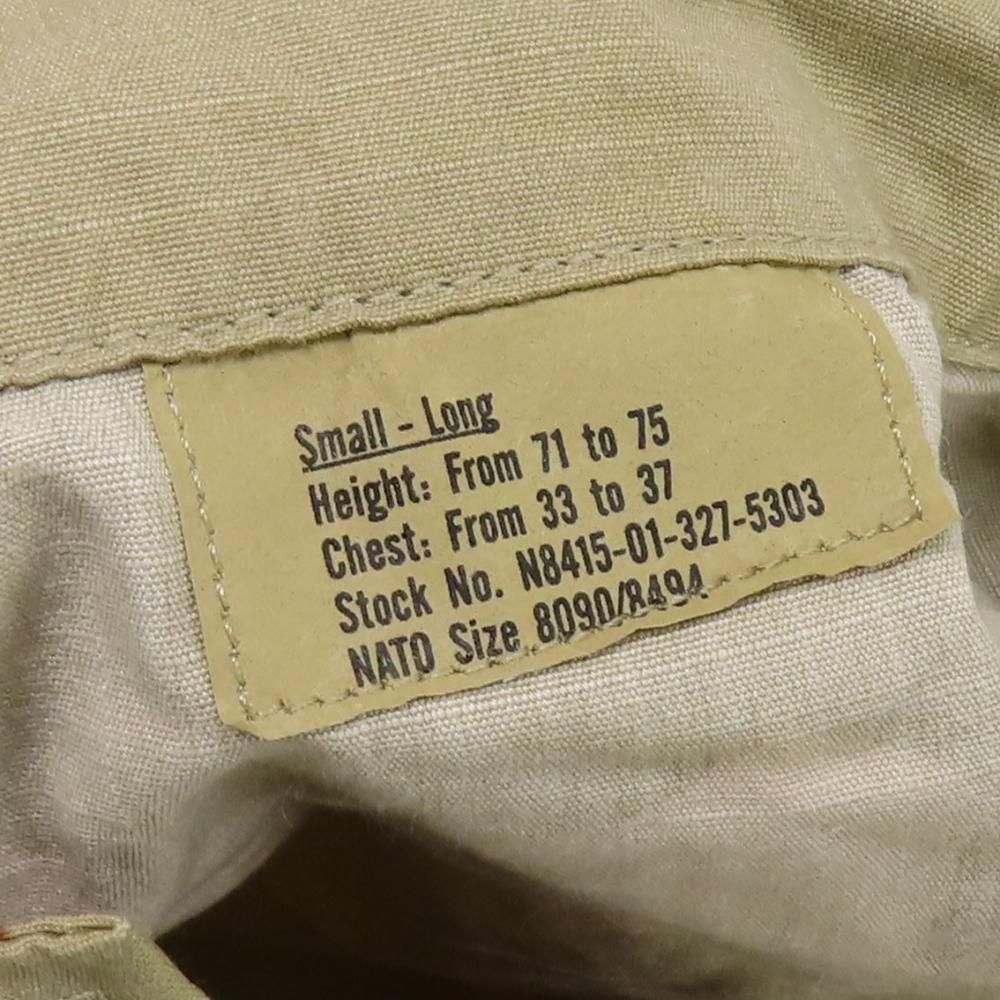 Small - Long
Height: From 71 to 75
Chest: From 33 to 37
Stock No. N8415-01-327-5303
NATO Size 8090/8494